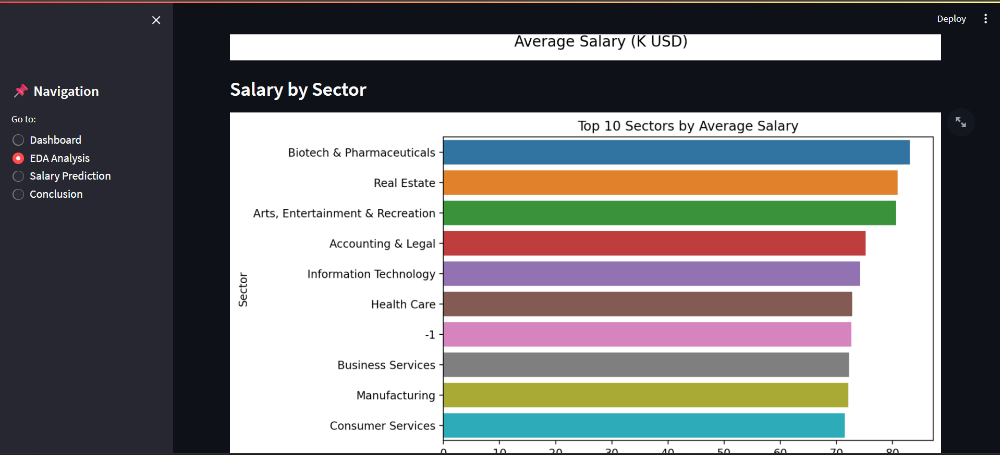 Deploy
Average Salary (K USD)
📌 Navigation
Go to:
Dashboard
EDA Analysis
Salary Prediction
Conclusion
Salary by Sector
Top 10 Sectors by Average Salary
Sector
Biotech & Pharmaceuticals
Real Estate
Arts, Entertainment & Recreation
Accounting & Legal
Information Technology
Health Care
-1
Business Services
Manufacturing
Consumer Services
0 10 20 30 40 50 60 70 80